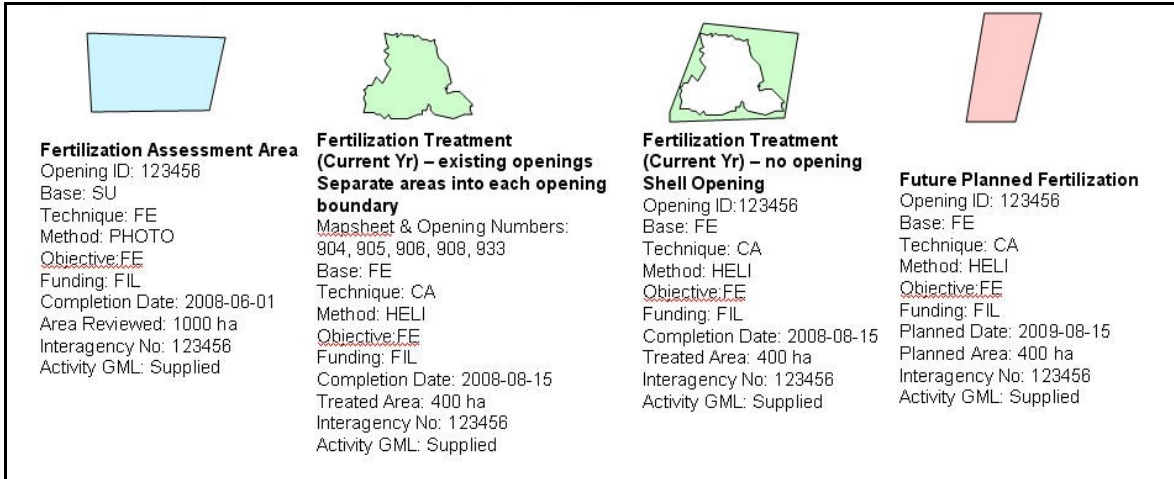 Fertilization Assessment Area
Opening ID: 123456
Base: SU
Technique: FE
Method: PHOTO
Objective:FE
Funding: FIL
Completion Date: 2008-06-01
Area Reviewed: 1000 ha
Interagency No: 123456
Activity GML: Supplied
Fertilization Treatment
(Current Yr) – existing openings
Separate areas into each opening
boundary
Mapsheet & Opening Numbers:
904, 905, 906, 908, 933
Base: FE
Technique: CA
Method: HELI
Objective:FE
Funding: FIL
Completion Date: 2008-08-15
Treated Area: 400 ha
Interagency No: 123456
Activity GML: Supplied
Fertilization Treatment
(Current Yr) – no opening
Shell Opening
Opening ID:123456
Base: FE
Technique: CA
Method: HELI
Objective:FE
Funding: FIL
Completion Date: 2008-08-15
Treated Area: 400 ha
Interagency No: 123456
Activity GML: Supplied
Future Planned Fertilization
Opening ID: 123456
Base: FE
Technique: CA
Method: HELI
Objective:FE
Funding: FIL
Planned Date: 2009-08-15
Planned Area: 400 ha
Interagency No: 123456
Activity GML: Supplied